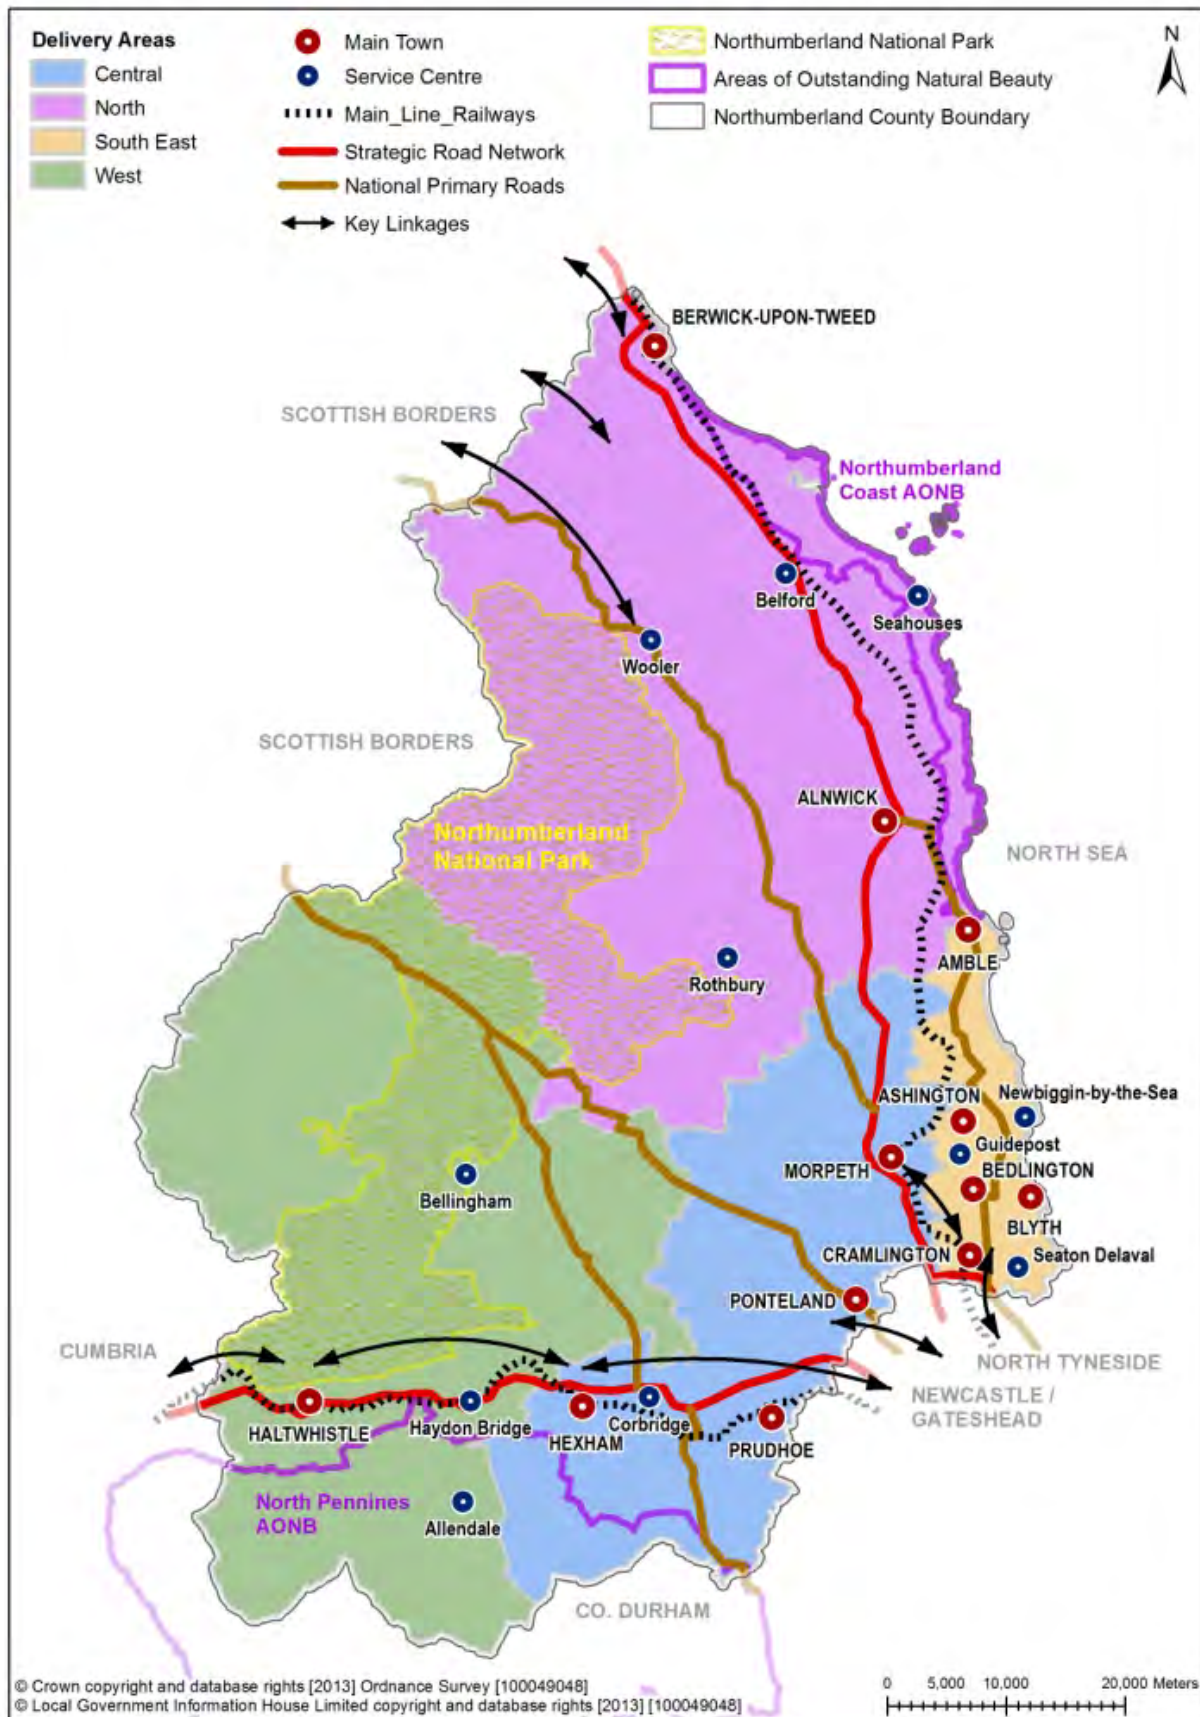 Delivery Areas
Central
North
South East
West
Main Town
Service Centre
Main_Line_Railways
Strategic Road Network
National Primary Roads
Key Linkages
Northumberland National Park
Areas of Outstanding Natural Beauty
Northumberland County Boundary
N
BERWICK-UPON-TWEED
SCOTTISH BORDERS
Northumberland
Coast AONB
Belford
Seahouses
Wooler
SCOTTISH BORDERS
ALNWICK
Northumberland
National Park
NORTH SEA
AMBLE
Rothbury
ASHINGTON
Newbiggin-by-the-Sea
Guidepost
MORPETH
BEDLINGTON
Bellingham
BLYTH
CRAMLINGTON
Seaton Delaval
PONTELAND
CUMBRIA
NORTH TYNESIDE
NEWCASTLE /
GATESHEAD
HALTWHISTLE
Haydon Bridge
HEXHAM
Corbridge
PRUDHOE
North Pennines
AONB
Allendale
CO. DURHAM
© Crown copyright and database rights [2013] Ordnance Survey [100049048]
© Local Government Information House Limited copyright and database rights [2013] [100049048]
0 5,000 10,000 20,000 Meters